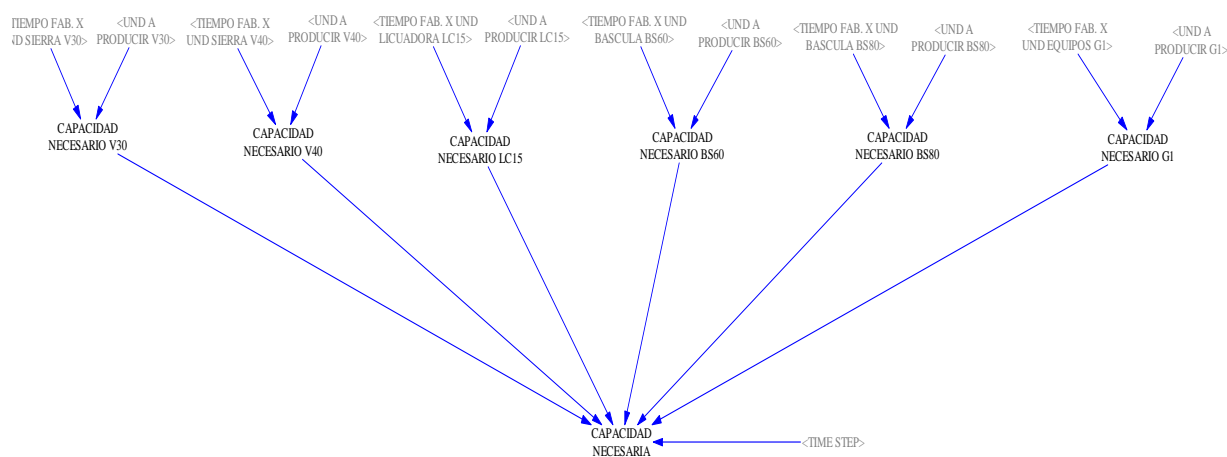 TIEMPO FAB. X
ND SIERRA V30>
<UND A
PRODUCIR V30>
<TIEMPO FAB. X
UND SIERRA V40>
<UND A
PRODUCIR V40>
<TIEMPO FAB. X UND
LICUADORA LC15>
<UND A
PRODUCIR LC15>
<TIEMPO FAB. X UND
BASCULA BS60>
<UND A
PRODUCIR BS60>
<TIEMPO FAB. X UND
BASCULA BS80>
<UND A
PRODUCIR BS80>
<TIEMPO FAB. X
UND EQUIPOS G1>
<UND A
PRODUCIR G1>
CAPACIDAD
NECESARIO V30
CAPACIDAD
NECESARIO V40
CAPACIDAD
NECESARIO LC15
CAPACIDAD
NECESARIO BS60
CAPACIDAD
NECESARIO BS80
CAPACIDAD
NECESARIO G1
CAPACIDAD
NECESARIA
<TIME STEP>